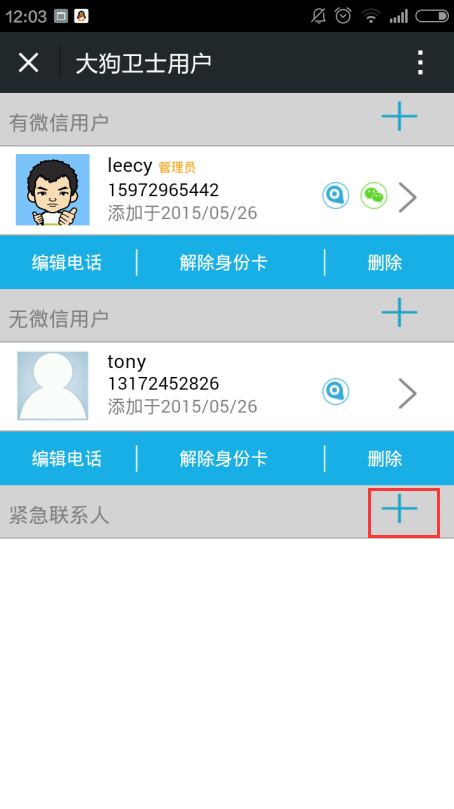 12:03
大狗卫士用户
有微信用户
leecy 管理员
15972965442
添加于2015/05/26
编辑电话 解除身份卡 删除
无微信用户
tony
13172452826
添加于2015/05/26
编辑电话 解除身份卡 删除
紧急联系人